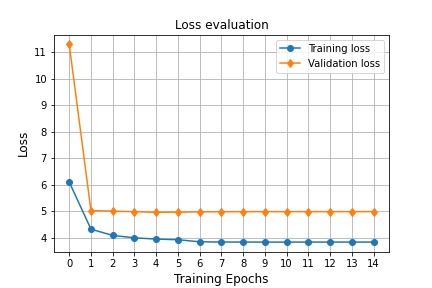 Loss evaluation
Training loss
Validation loss
11
10
9
8
7
6
5
4
Loss
0 1 2 3 4 5 6 7 8 9 10 11 12 13 14
Training Epochs